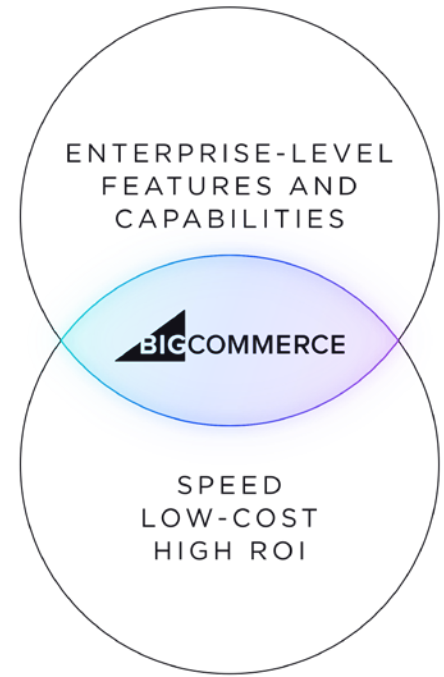 ENTERPRISE-LEVEL
FEATURES AND
CAPABILITIES
BIGCOMMERCE
SPEED
LOW-COST
HIGH ROI